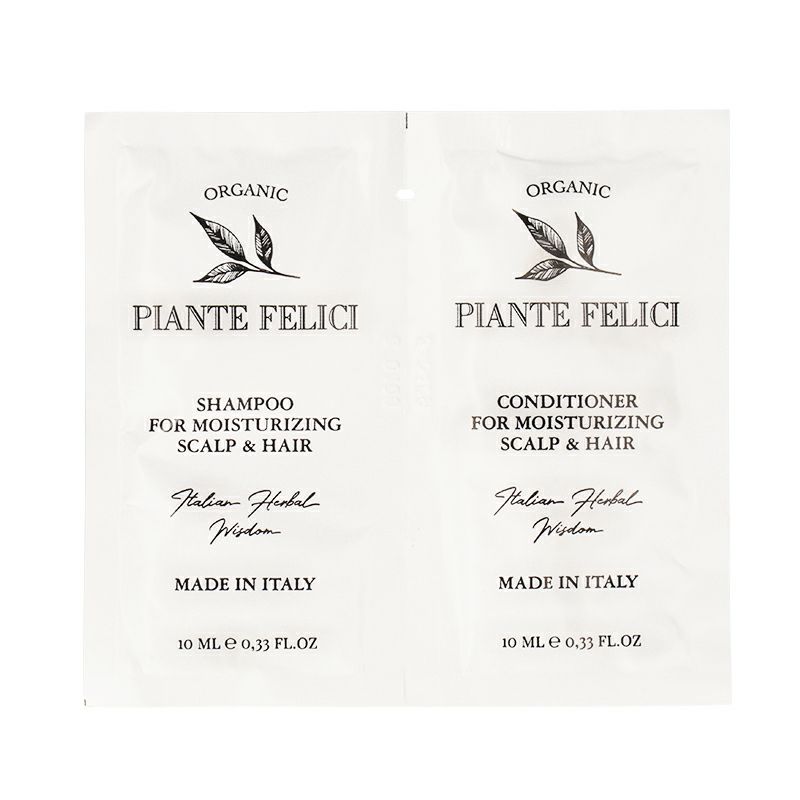 ORGANIC
PIANTE FELICI
SHAMPOO
FOR MOISTURIZING
SCALP & HAIR
Italian Herbal
Wisdom
MADE IN ITALY
10 ML ℮ 0,33 FL.OZ
ORGANIC
PIANTE FELICI
CONDITIONER
FOR MOISTURIZING
SCALP & HAIR
Italian Herbal
Wisdom
MADE IN ITALY
10 ML ℮ 0,33 FL.OZ